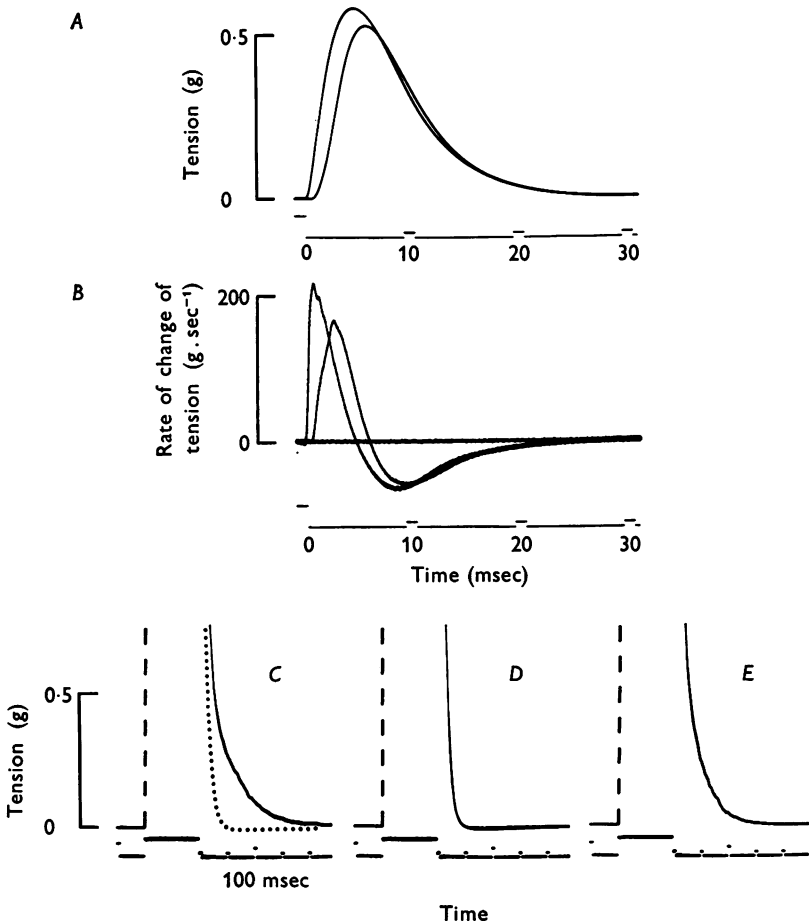 A
0·5
Tension (g)
0
0 10 20 30
B
Rate of change of
tension (g . sec⁻¹)
200
0
0 10 20 30
Time (msec)
C D E
0·5
Tension (g)
0
100 msec
Time